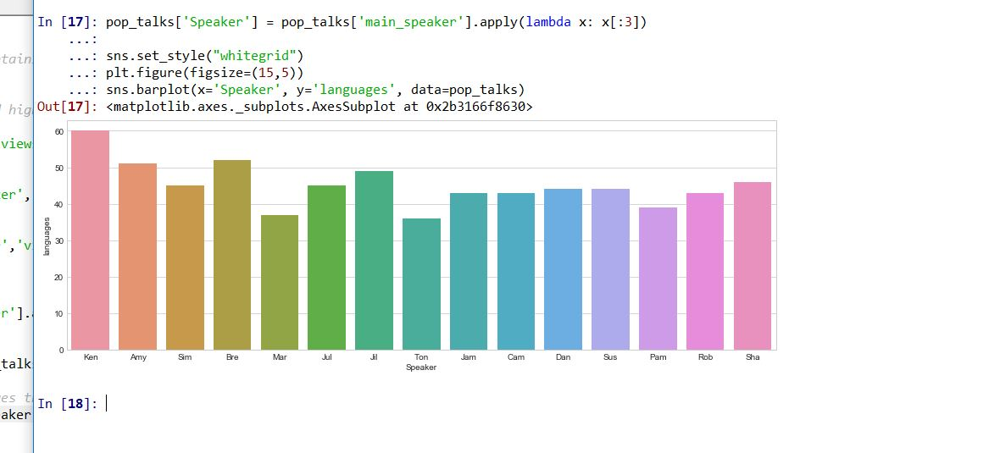 In [17]: pop_talks['Speaker'] = pop_talks['main_speaker'].apply(lambda x: x[:3])
...:
...: sns.set_style("whitegrid")
...: plt.figure(figsize=(15,5))
...: sns.barplot(x='Speaker', y='languages', data=pop_talks)
Out[17]: <matplotlib.axes._subplots.AxesSubplot at 0x2b3166f8630>
60
50
40
30
20
10
0
languages
Ken Amy Sim Bre Mar Jul Jil Ton Jam Cam Dan Sus Pam Rob Sha
Speaker
In [18]:
tain
hig
view
er',
','v
r'].
talk
es t
aker